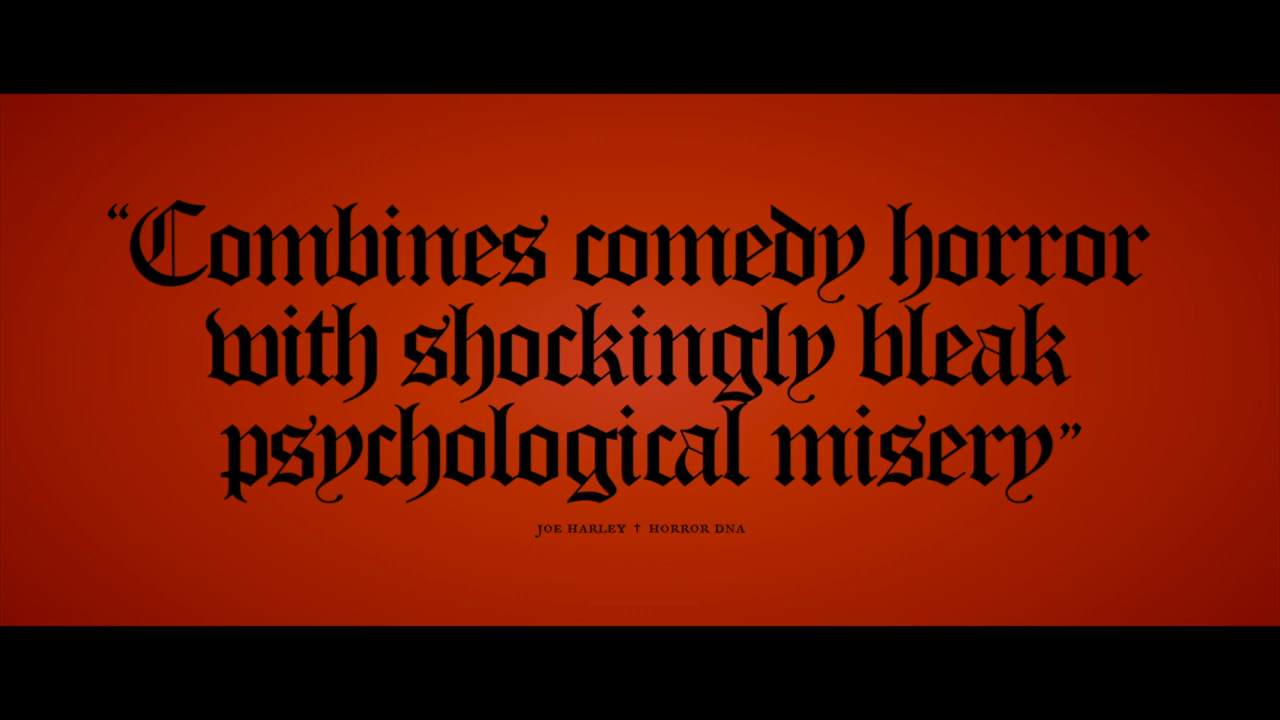 “Combines comedy horror
with shockingly bleak
psychological misery”
JOE HARLEY † HORROR DNA